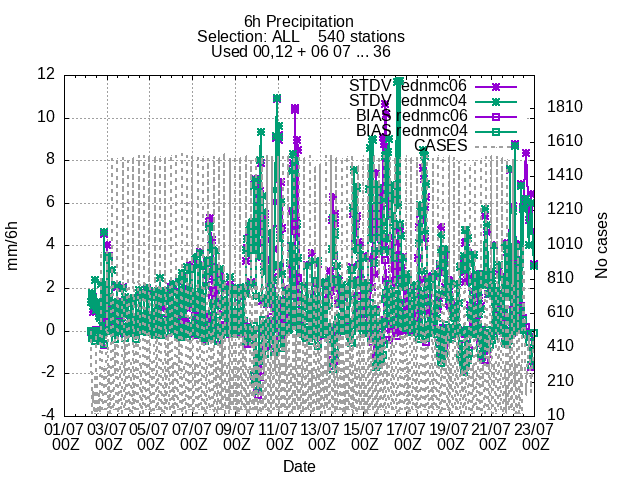 6h Precipitation
Selection: ALL 540 stations
Used 00,12 + 06 07 ... 36
STDV rednmc06
STDV rednmc04
BIAS rednmc06
BIAS rednmc04
CASES
12
10
8
6
4
2
0
-2
-4
mm/6h
1810
1610
1410
1210
1010
810
610
410
210
10
No cases
01/07 03/07 05/07 07/07 09/07 11/07 13/07 15/07 17/07 19/07 21/07 23/07
00Z 00Z 00Z 00Z 00Z 00Z 00Z 00Z 00Z 00Z 00Z 00Z
Date